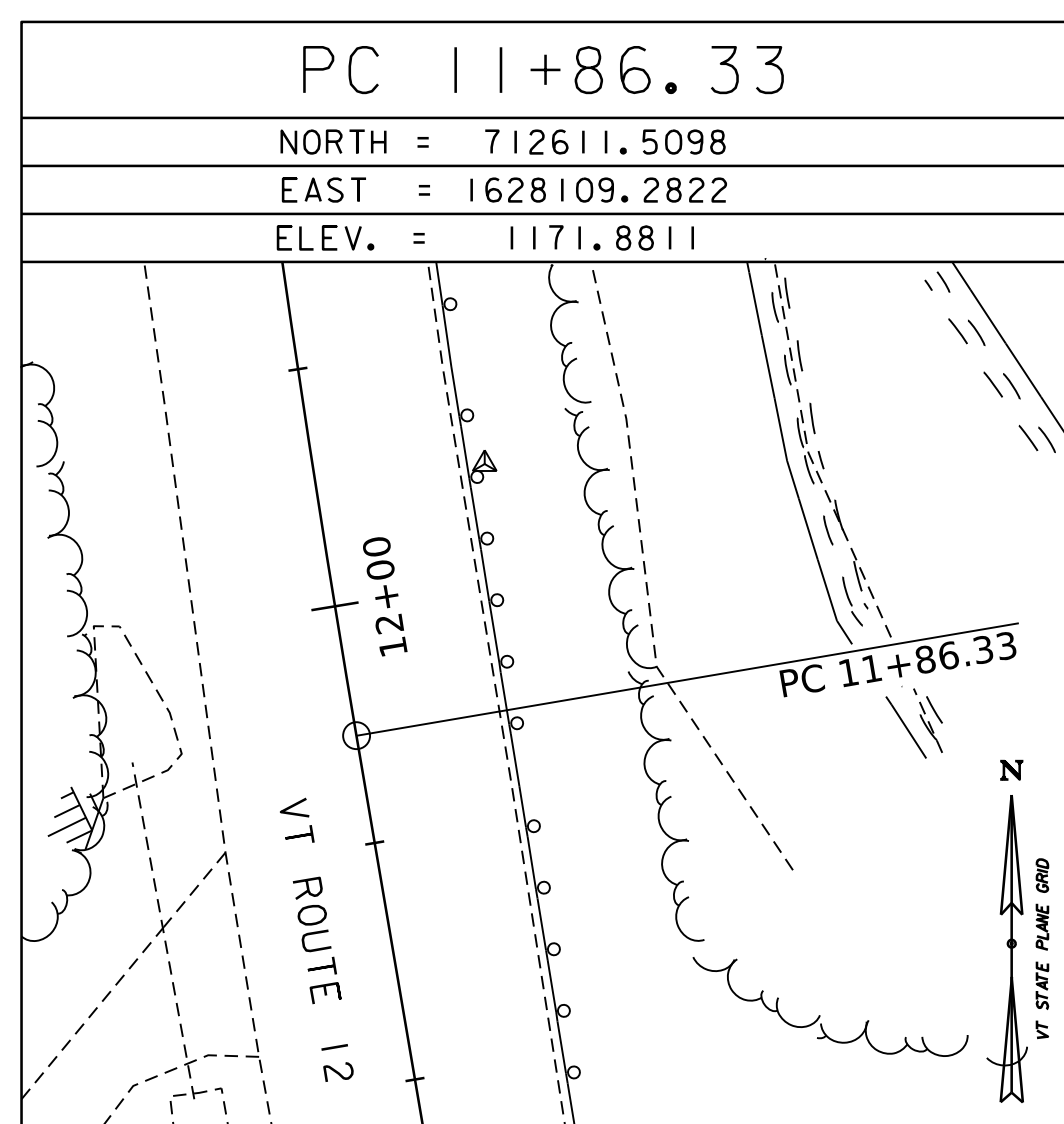 PC 11+86.33
NORTH = 712611.5098
EAST = 1628109.2822
ELEV. = 1171.8811
12+00
PC 11+86.33
VT ROUTE 12
N
VT STATE PLANE GRID